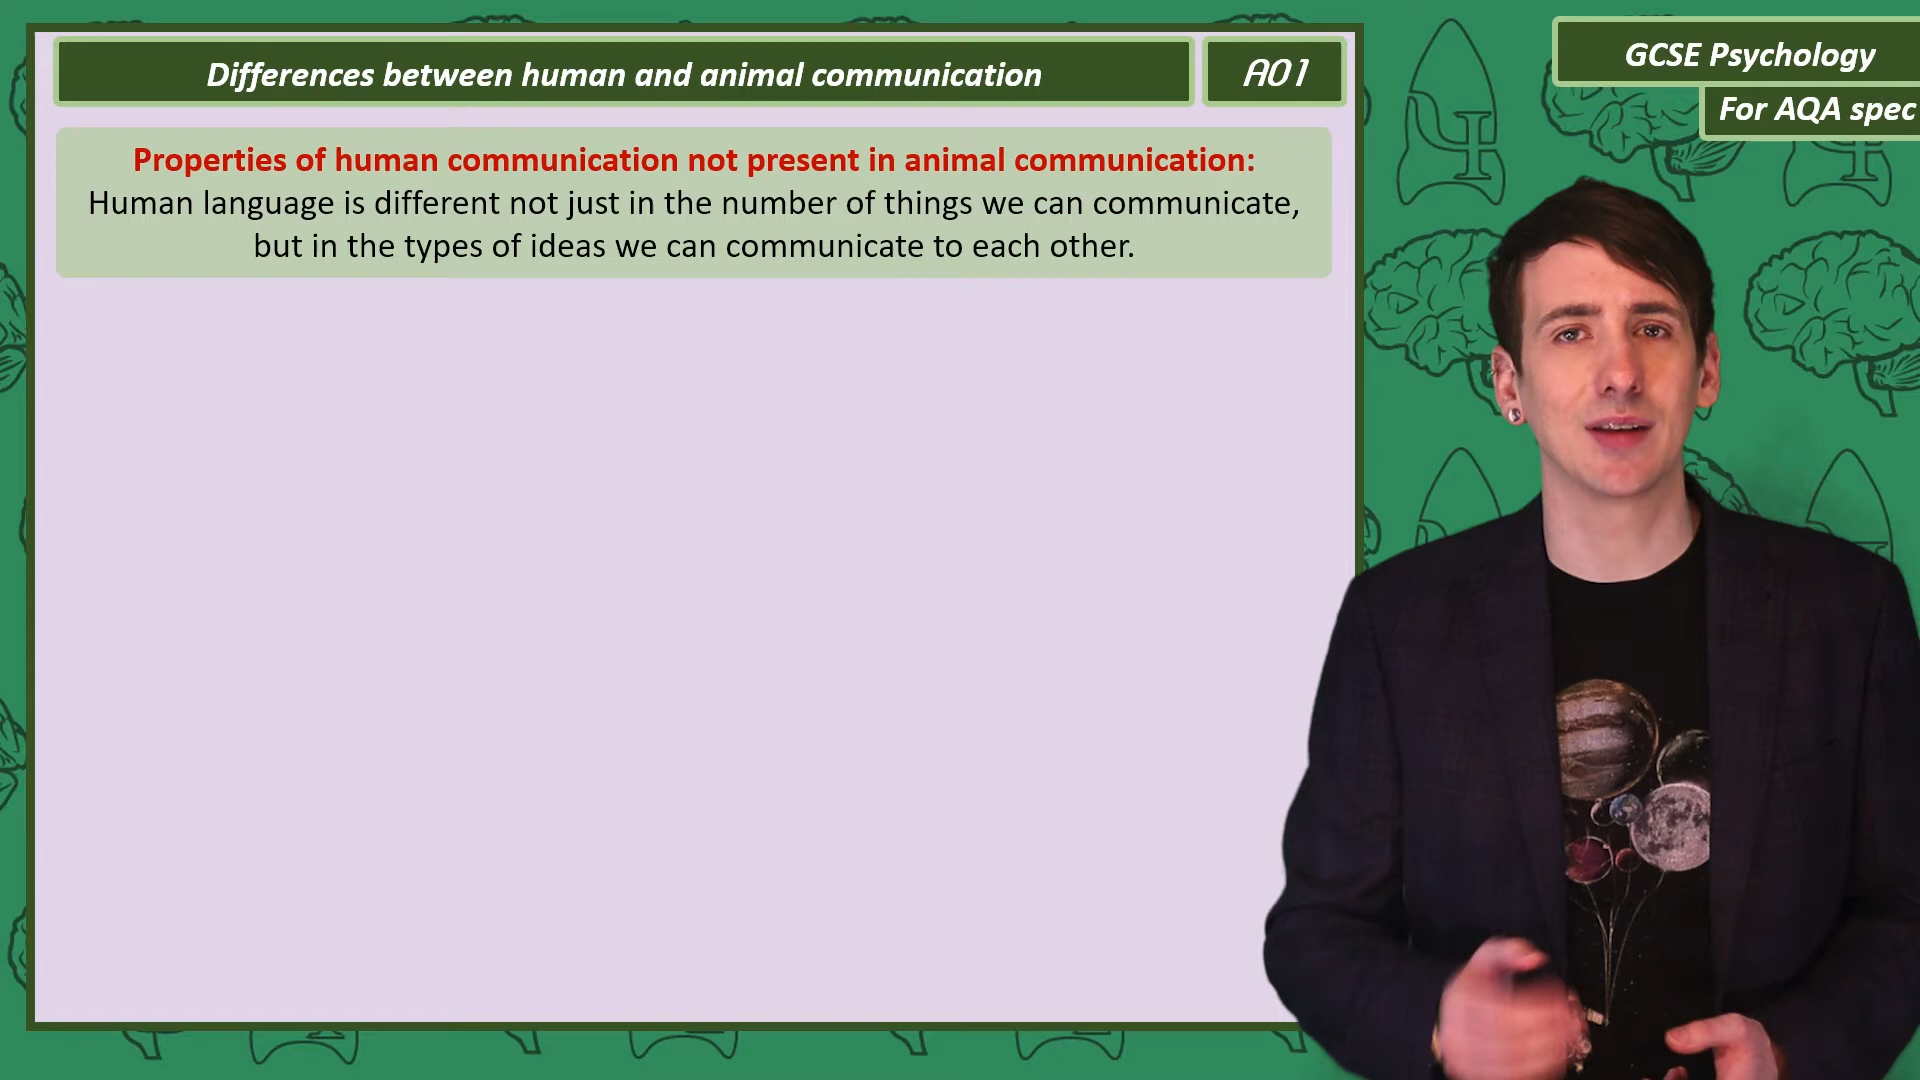 Differences between human and animal communication
AO1
GCSE Psychology
For AQA spec
Properties of human communication not present in animal communication:
Human language is different not just in the number of things we can communicate,
but in the types of ideas we can communicate to each other.